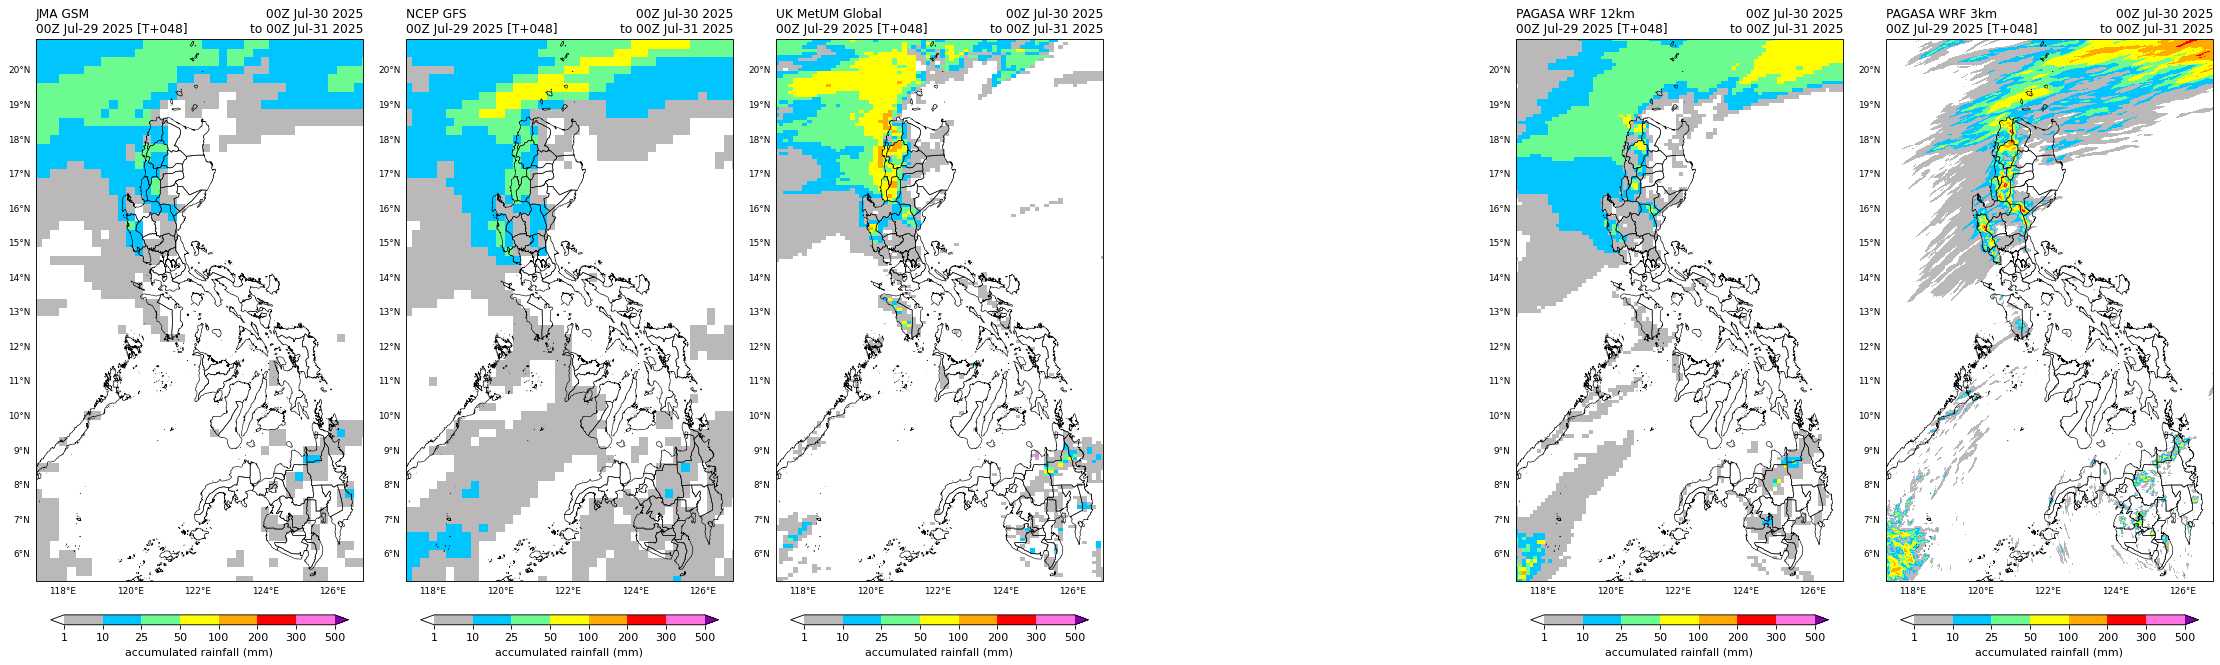 JMA GSM 00Z Jul-30 2025
00Z Jul-29 2025 [T+048] to 00Z Jul-31 2025
20°N
19°N
18°N
17°N
16°N
15°N
14°N
13°N
12°N
11°N
10°N
9°N
8°N
7°N
6°N
118°E 120°E 122°E 124°E 126°E
1 10 25 50 100 200 300 500
accumulated rainfall (mm)
NCEP GFS 00Z Jul-30 2025
00Z Jul-29 2025 [T+048] to 00Z Jul-31 2025
20°N
19°N
18°N
17°N
16°N
15°N
14°N
13°N
12°N
11°N
10°N
9°N
8°N
7°N
6°N
118°E 120°E 122°E 124°E 126°E
1 10 25 50 100 200 300 500
accumulated rainfall (mm)
UK MetUM Global 00Z Jul-30 2025
00Z Jul-29 2025 [T+048] to 00Z Jul-31 2025
20°N
19°N
18°N
17°N
16°N
15°N
14°N
13°N
12°N
11°N
10°N
9°N
8°N
7°N
6°N
118°E 120°E 122°E 124°E 126°E
1 10 25 50 100 200 300 500
accumulated rainfall (mm)
PAGASA WRF 12km 00Z Jul-30 2025
00Z Jul-29 2025 [T+048] to 00Z Jul-31 2025
20°N
19°N
18°N
17°N
16°N
15°N
14°N
13°N
12°N
11°N
10°N
9°N
8°N
7°N
6°N
118°E 120°E 122°E 124°E 126°E
1 10 25 50 100 200 300 500
accumulated rainfall (mm)
PAGASA WRF 3km 00Z Jul-30 2025
00Z Jul-29 2025 [T+048] to 00Z Jul-31 2025
20°N
19°N
18°N
17°N
16°N
15°N
14°N
13°N
12°N
11°N
10°N
9°N
8°N
7°N
6°N
118°E 120°E 122°E 124°E 126°E
1 10 25 50 100 200 300 500
accumulated rainfall (mm)